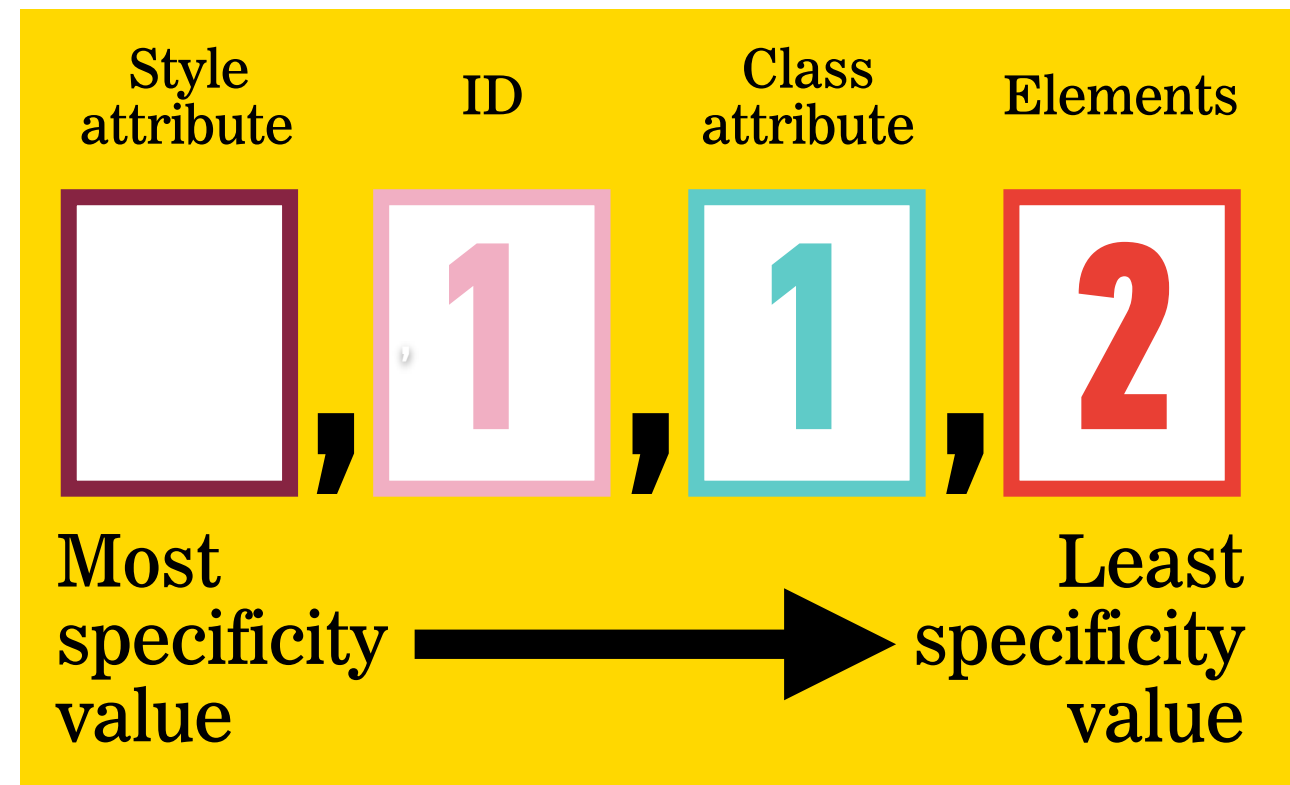 Style
attribute
ID
Class
attribute
Elements
, 1 , 1 , 2
,
Most
specificity
value
Least
specificity
value